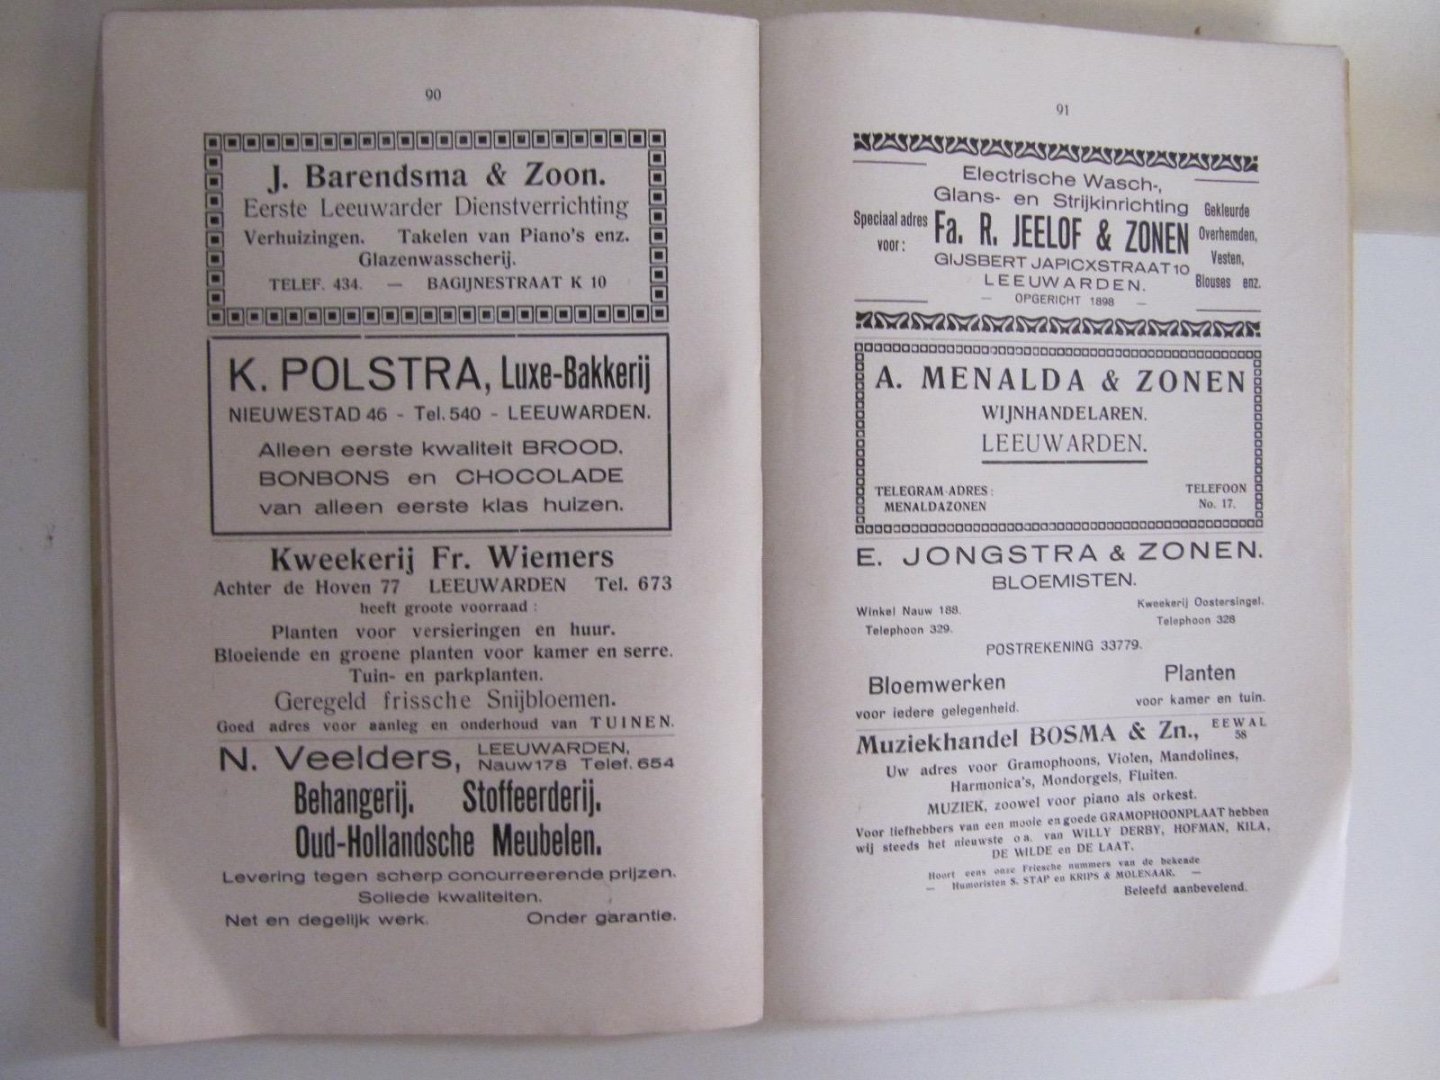 90
J. Barendsma & Zoon.
Eerste Leeuwarder Dienstverrichting
Verhuizingen. Takelen van Piano's enz.
Glazenwasscherij.
TELEF. 434. — BAGIJNESTRAAT K 10
K. POLSTRA, Luxe-Bakkerij
NIEUWESTAD 46 - Tel. 540 - LEEUWARDEN.
Alleen eerste kwaliteit BROOD.
BONBONS en CHOCOLADE
van alleen eerste klas huizen.
Kweekerij Fr. Wiemers
Achter de Hoven 77 LEEUWARDEN Tel. 673
heeft groote voorraad :
Planten voor versieringen en huur.
Bloeiende en groene planten voor kamer en serre.
Tuin- en parkplanten.
Geregeld frissche Snijbloemen.
Goed adres voor aanleg en onderhoud van TUINEN.
N. Veelders, LEEUWARDEN,
Nauw 178 Telef. 654
Behangerij. Stoffeerderij.
Oud-Hollandsche Meubelen.
Levering tegen scherp concurreerende prijzen.
Soliede kwaliteiten.
Net en degelijk werk. Onder garantie.
91
Electrische Wasch-,
Glans- en Strijkinrichting
Speciaal adres
voor :
Fa. R. JEELOF & ZONEN
GIJSBERT JAPICXSTRAAT 10
LEEUWARDEN.
— OPGERICHT 1898 —
Gekleurde
Overhemden,
Vesten,
Blouses enz.
A. MENALDA & ZONEN
WIJNHANDELAREN.
LEEUWARDEN.
TELEGRAM-ADRES :
MENALDAZONEN
TELEFOON
No. 17.
E. JONGSTRA & ZONEN.
BLOEMISTEN.
Winkel Nauw 188.
Telephoon 329.
Kweekerij Oostersingel.
Telephoon 328
POSTREKENING 33779.
Bloemwerken
voor iedere gelegenheid.
Planten
voor kamer en tuin.
Muziekhandel BOSMA & Zn., EEWAL
58
Uw adres voor Gramophoons, Violen, Mandolines,
Harmonica's, Mondorgels, Fluiten.
MUZIEK, zoowel voor piano als orkest.
Voor liefhebbers van een mooie en goede GRAMOPHOONPLAAT hebben
wij steeds het nieuwste o.a. van WILLY DERBY, HOFMAN, KILA,
DE WILDE en DE LAAT.
Hoort eens onze Friesche nummers van de bekende
— Humoristen S. STAP en KRIPS & MOLENAAR. —
Beleefd aanbevelend.